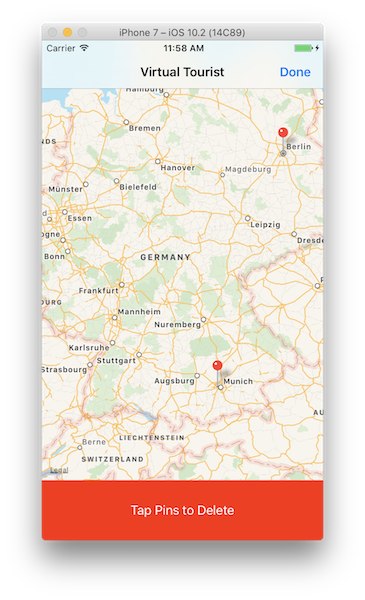 iPhone 7 – iOS 10.2 (14C89)
Carrier 11:58 AM
Virtual Tourist Done
Hamburg
Bremen
Berlin
Hanover
Magdeburg
Münster
Bielefeld
Essen
Leipzig
Dresde
Bonn
GERMANY
Frankfurt
Mannheim
Nuremberg
Karlsruhe
Stuttgart
Strasbourg
Augsburg
Munich
Berne
LIECHTENSTEIN
SWITZERLAND
Legal
Tap Pins to Delete